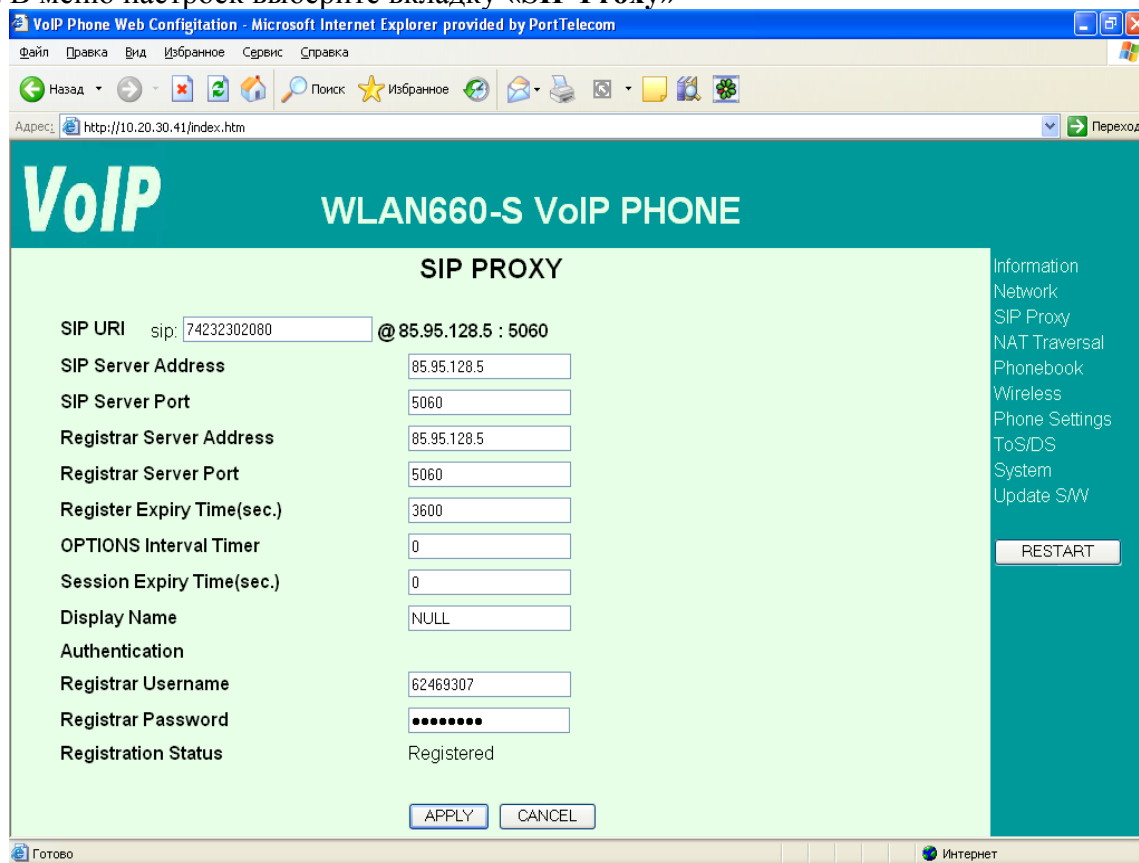 В меню настроек выберите вкладку «SIP Proxy»
VoIP Phone Web Configitation - Microsoft Internet Explorer provided by PortTelecom
Файл Правка Вид Избранное Сервис Справка
Назад Поиск Избранное
Адрес: http://10.20.30.41/index.htm Переход
VoIP
WLAN660-S VoIP PHONE
SIP PROXY
SIP URI sip: 74232302080 @ 85.95.128.5 : 5060
SIP Server Address 85.95.128.5
SIP Server Port 5060
Registrar Server Address 85.95.128.5
Registrar Server Port 5060
Register Expiry Time(sec.) 3600
OPTIONS Interval Timer 0
Session Expiry Time(sec.) 0
Display Name NULL
Authentication
Registrar Username 62469307
Registrar Password ●●●●●●●●
Registration Status Registered
APPLY CANCEL
Information
Network
SIP Proxy
NAT Traversal
Phonebook
Wireless
Phone Settings
ToS/DS
System
Update S/W
RESTART
Готово Интернет